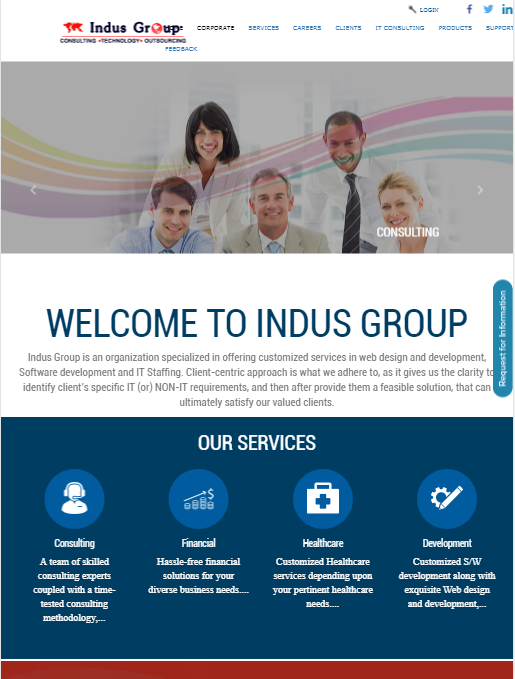 LOGIN
Indus Group
CONSULTING •TECHNOLOGY• OUTSOURCING
CORPORATE SERVICES CAREERS CLIENTS IT CONSULTING PRODUCTS SUPPORT
FEEDBACK
CONSULTING
Request for Information
WELCOME TO INDUS GROUP
Indus Group is an organization specialized in offering customized services in web design and development,
Software development and IT Staffing. Client-centric approach is what we adhere to, as it gives us the clarity to
identify client's specific IT (or) NON-IT requirements, and then after provide them a feasible solution, that can
ultimately satisfy our valued clients.
OUR SERVICES
Consulting
A team of skilled
consulting experts
coupled with a time-
tested consulting
methodology,...
Financial
Hassle-free financial
solutions for your
diverse business needs....
Healthcare
Customized Healthcare
services depending upon
your pertinent healthcare
needs....
Development
Customized S/W
development along with
exquisite Web design
and development,...